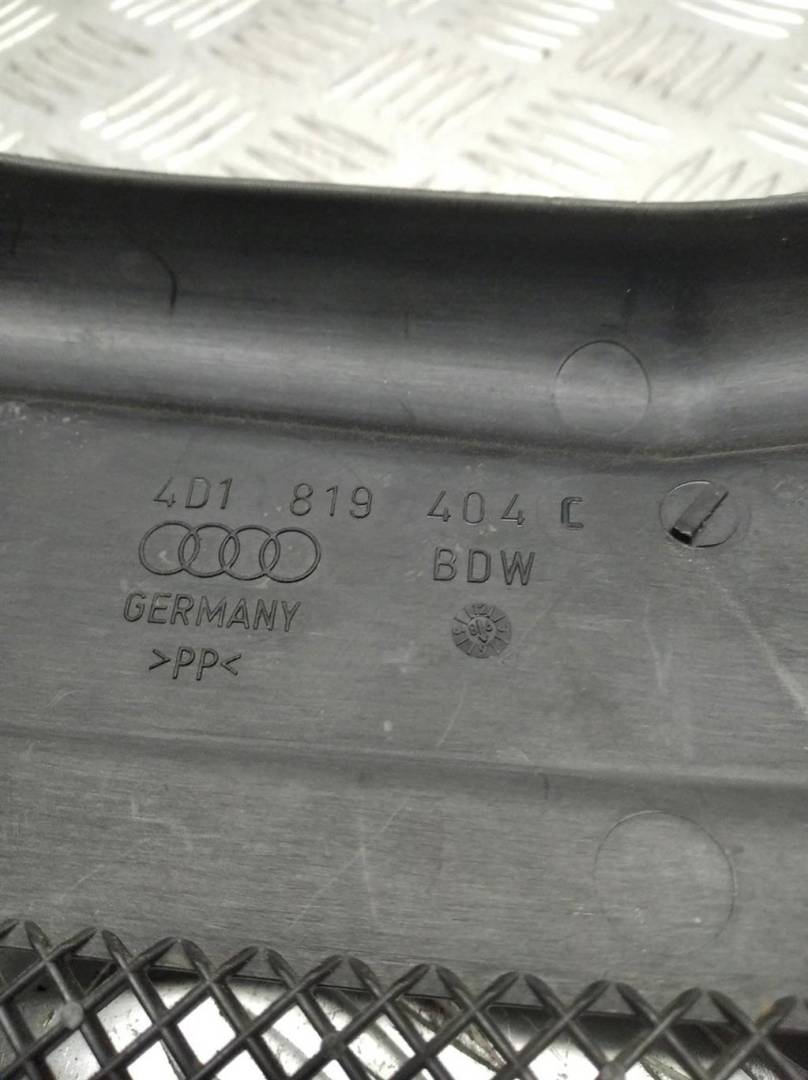 4D1 819 404 C
BDW
GERMANY
>PP<